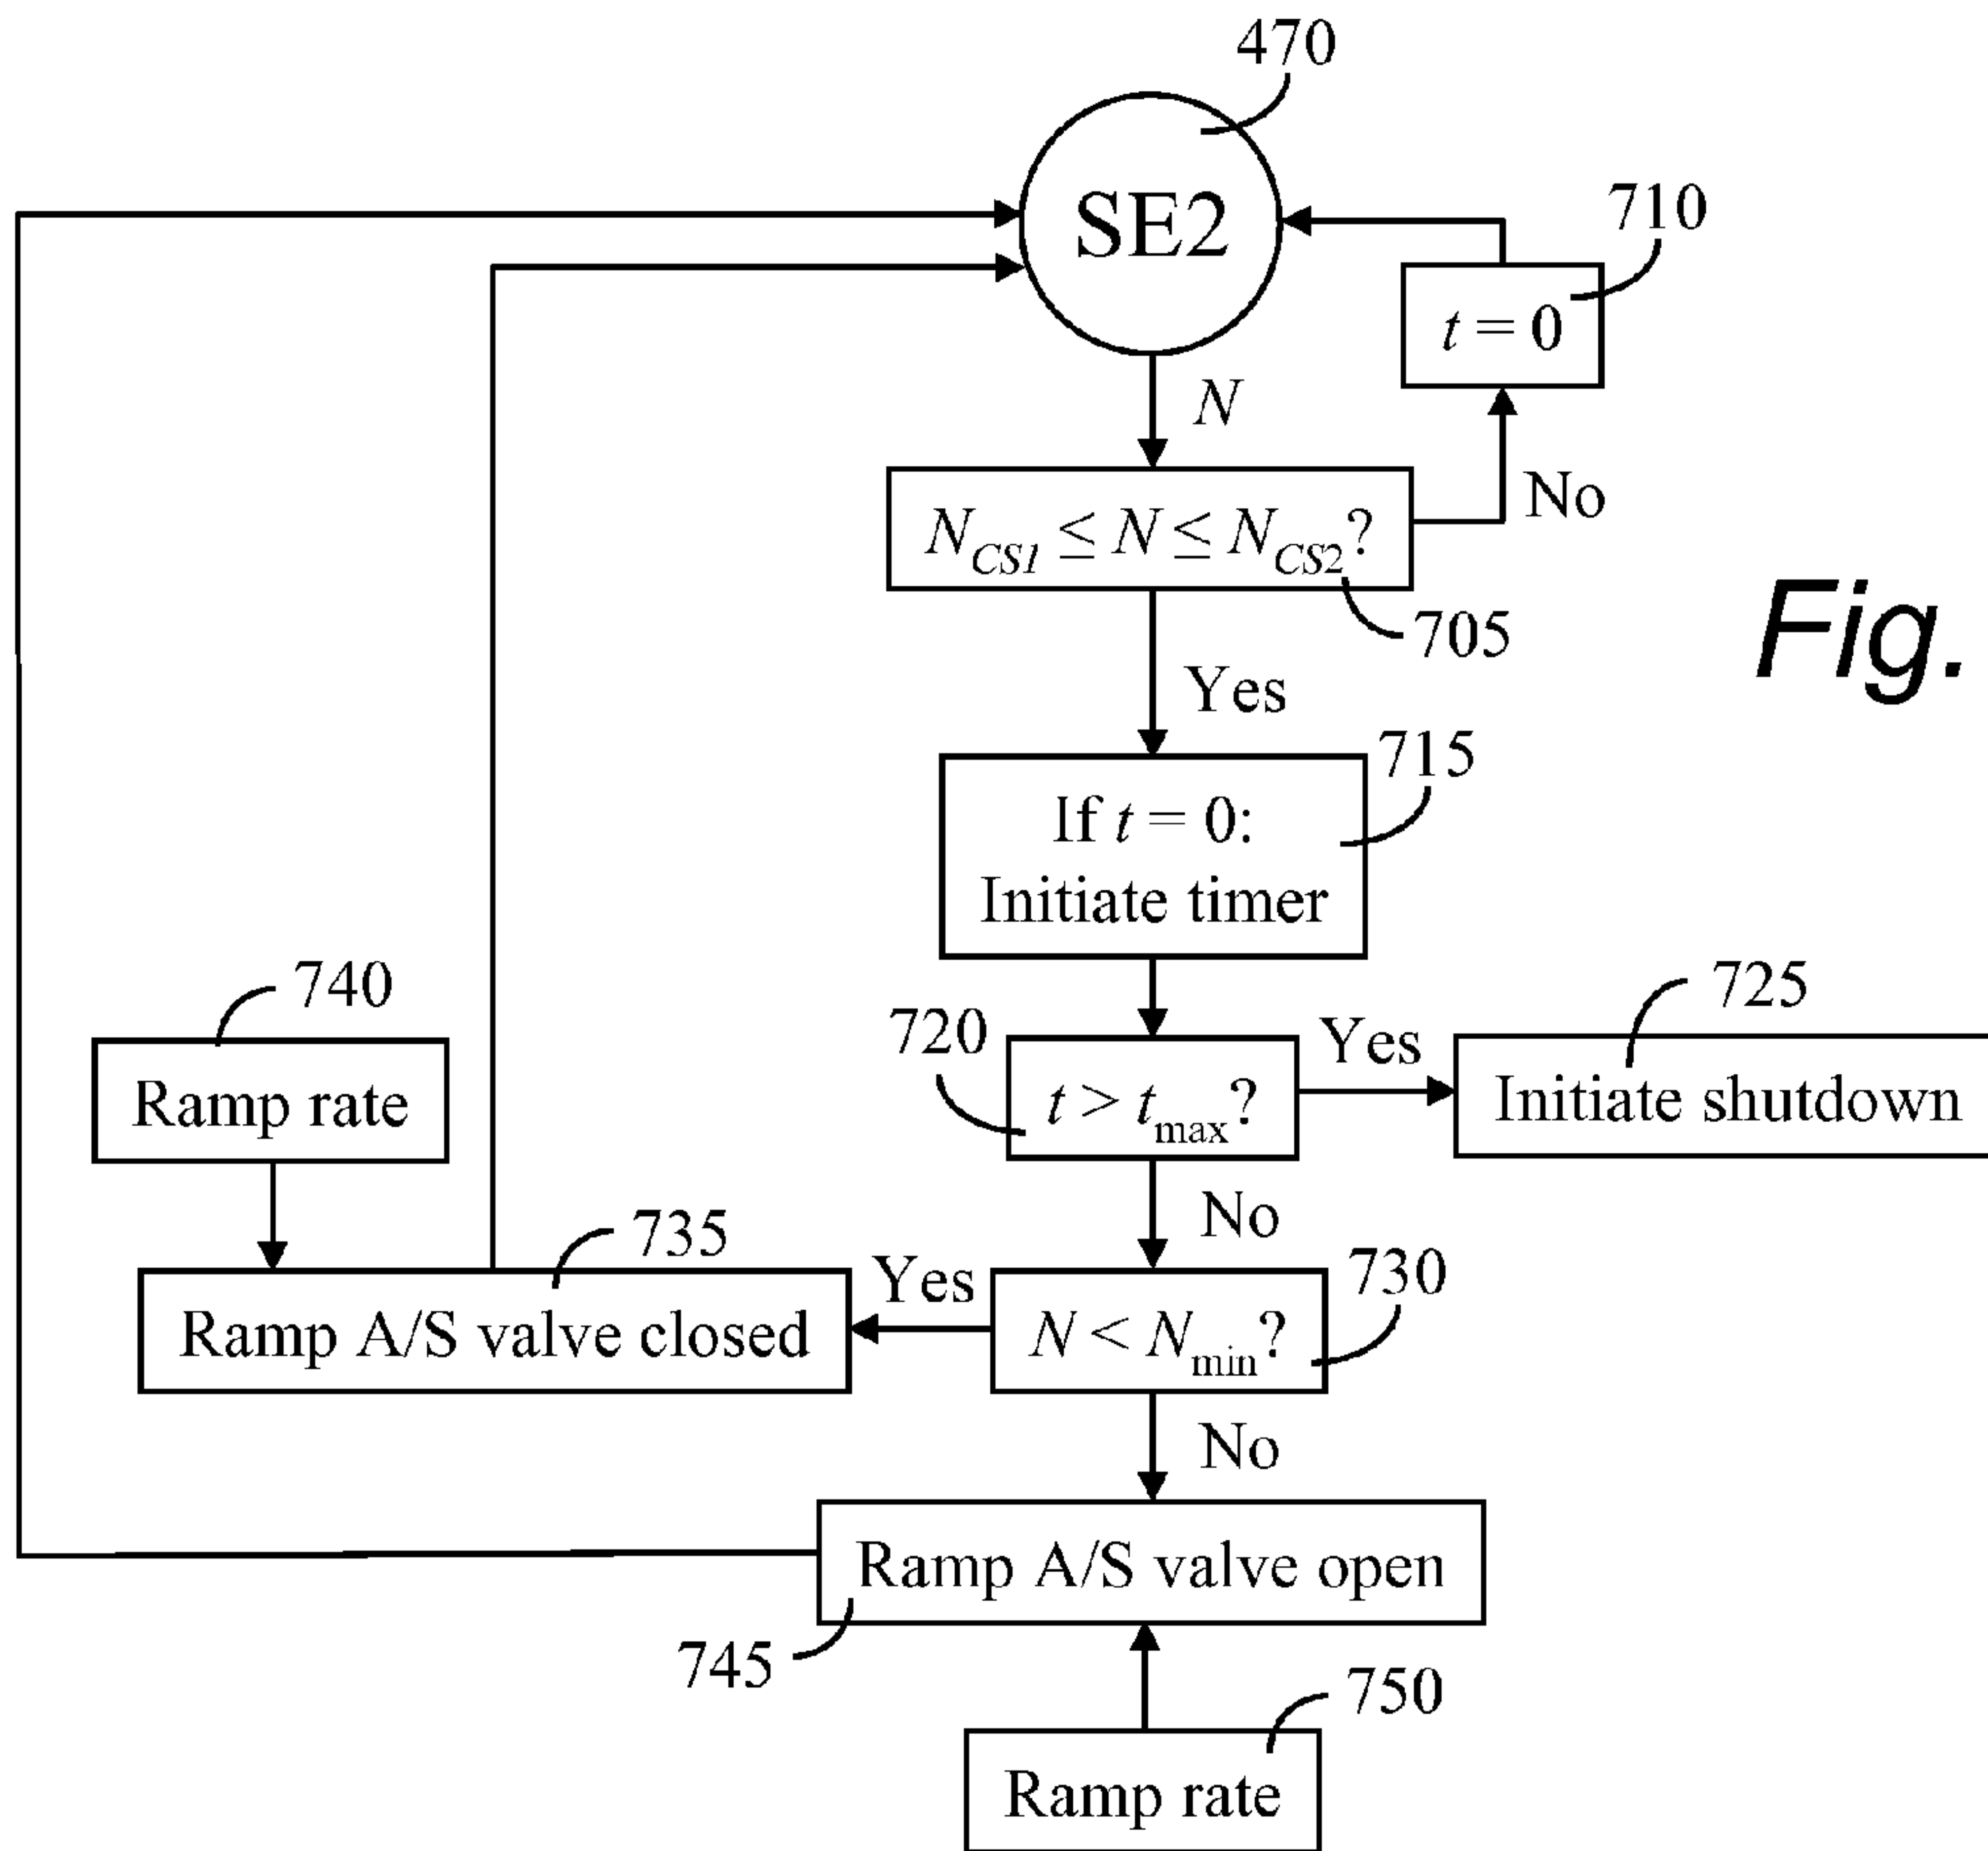 470
SE2
710
t = 0
N
No
N_CS1 ≤ N ≤ N_CS2?
705
Fig.
Yes
715
If t = 0:
Initiate timer
740
720
725
Ramp rate
t > t_max?
Yes
Initiate shutdown
No
735
730
Yes
Ramp A/S valve closed
N < N_min?
No
Ramp A/S valve open
745
750
Ramp rate